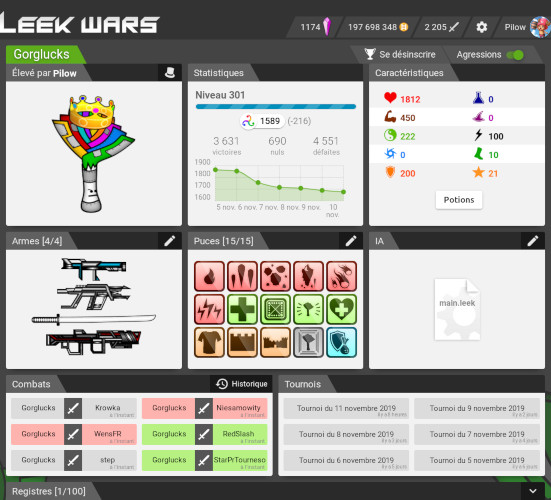 LEEK WARS
1174 197 698 348 2 205 Pilow
Gorglucks
Se désinscrire Agressions
Élevé par Pilow
Statistiques
Niveau 301
1589 (-216)
3 631 690 4 551
victoires nuls défaites
1900
1800
1700
1600
5 nov. 6 nov. 7 nov. 8 nov. 9 nov. 10 nov.
Caractéristiques
1812 0
450 0
222 100
0 10
200 21
Potions
Armes [4/4]
Puces [15/15]
IA
main.leek
Combats Historique
Gorglucks Krowka
à l'instant
Gorglucks Niesamowity
à l'instant
Gorglucks WensFR
à l'instant
Gorglucks RedSlash
à l'instant
Gorglucks step
à l'instant
Gorglucks StarPrTourneso
à l'instant
Tournois
Tournoi du 11 novembre 2019
Tournoi du 9 novembre 2019
Tournoi du 8 novembre 2019
Tournoi du 7 novembre 2019
Tournoi du 6 novembre 2019
Tournoi du 5 novembre 2019
Registres [1/100]